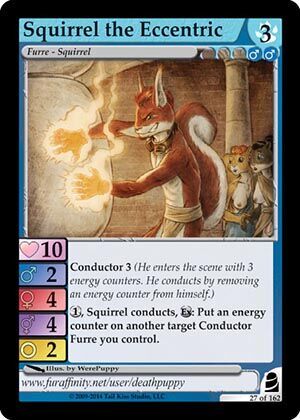 Squirrel the Eccentric 3
Furre - Squirrel
10
2
4
4
2
Conductor 3 (He enters the scene with 3
energy counters. He conducts by removing
an energy counter from himself.)
1, Squirrel conducts, E: Put an energy
counter on another target Conductor
Furre you control.
Illus. by WerePuppy
www.furaffinity.net/user/deathpuppy
27 of 162
©2009-2014 Tall Kiss Studio, LLC